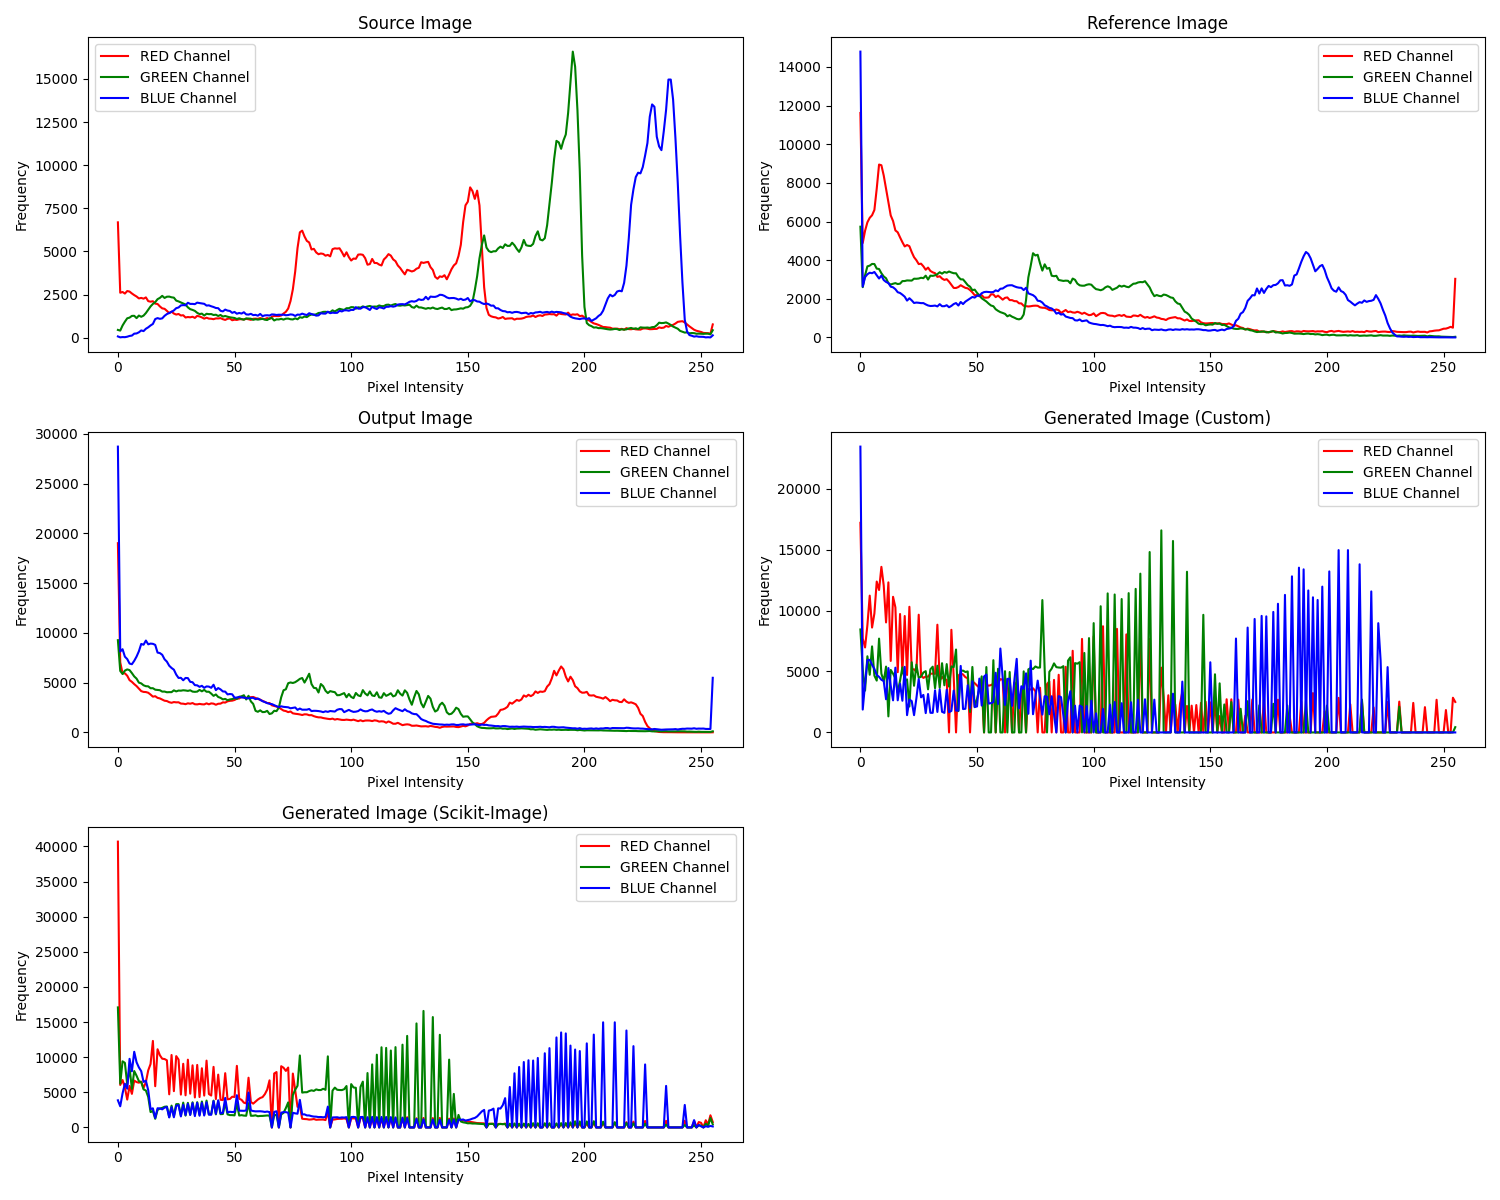 Source Image
RED Channel
GREEN Channel
BLUE Channel
Frequency
15000
12500
10000
7500
5000
2500
0
0 50 100 150 200 250
Pixel Intensity
Reference Image
RED Channel
GREEN Channel
BLUE Channel
Frequency
14000
12000
10000
8000
6000
4000
2000
0
0 50 100 150 200 250
Pixel Intensity
Output Image
RED Channel
GREEN Channel
BLUE Channel
Frequency
30000
25000
20000
15000
10000
5000
0
0 50 100 150 200 250
Pixel Intensity
Generated Image (Custom)
RED Channel
GREEN Channel
BLUE Channel
Frequency
20000
15000
10000
5000
0
0 50 100 150 200 250
Pixel Intensity
Generated Image (Scikit-Image)
RED Channel
GREEN Channel
BLUE Channel
Frequency
40000
35000
30000
25000
20000
15000
10000
5000
0
0 50 100 150 200 250
Pixel Intensity